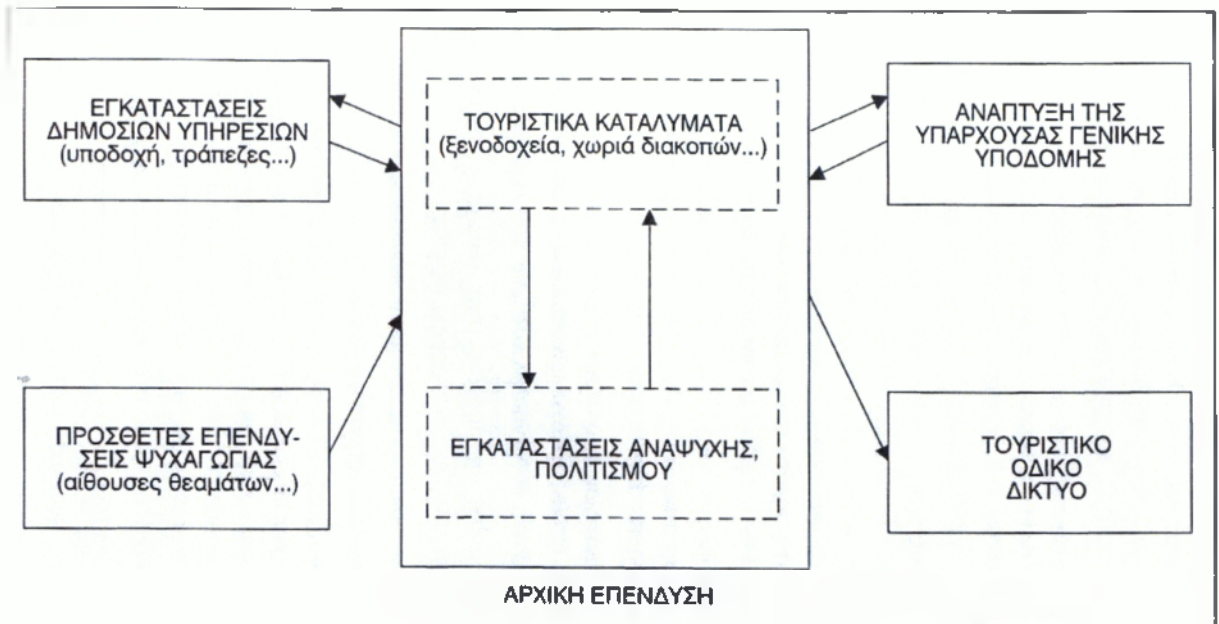 ΕΓΚΑΤΑΣΤΑΣΕΙΣ
ΔΗΜΟΣΙΩΝ ΥΠΗΡΕΣΙΩΝ
(υποδοχή, τράπεζες...)
ΤΟΥΡΙΣΤΙΚΑ ΚΑΤΑΛΥΜΑΤΑ
(ξενοδοχεία, χωριά διακοπών...)
ΑΝΑΠΤΥΞΗ ΤΗΣ
ΥΠΑΡΧΟΥΣΑΣ ΓΕΝΙΚΗΣ
ΥΠΟΔΟΜΗΣ
ΠΡΟΣΘΕΤΕΣ ΕΠΕΝΔΥ-
ΣΕΙΣ ΨΥΧΑΓΩΓΙΑΣ
(αίθουσες θεαμάτων...)
ΕΓΚΑΤΑΣΤΑΣΕΙΣ ΑΝΑΨΥΧΗΣ,
ΠΟΛΙΤΙΣΜΟΥ
ΤΟΥΡΙΣΤΙΚΟ
ΟΔΙΚΟ
ΔΙΚΤΥΟ
ΑΡΧΙΚΗ ΕΠΕΝΔΥΣΗ